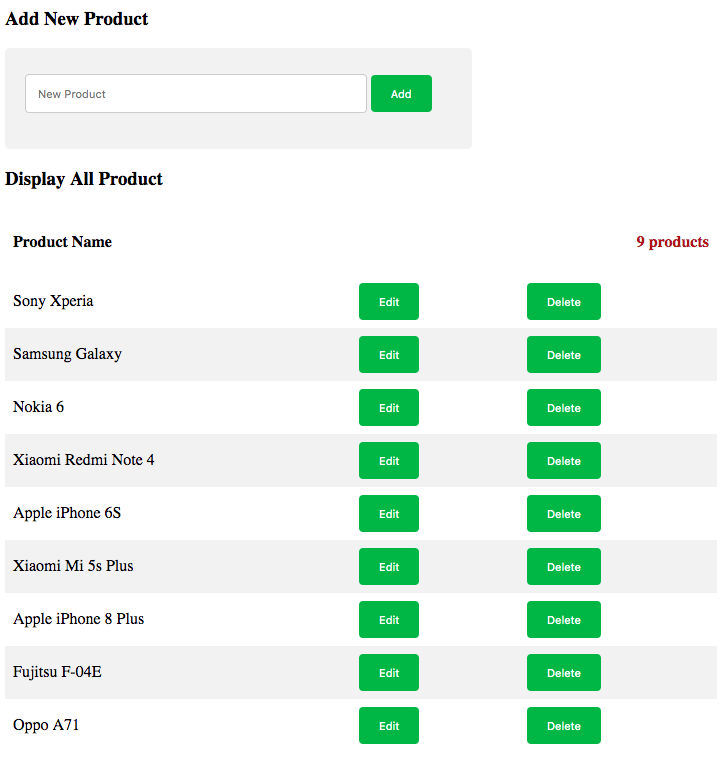 Add New Product
New Product Add
Display All Product
Product Name 9 products
Sony Xperia Edit Delete
Samsung Galaxy Edit Delete
Nokia 6 Edit Delete
Xiaomi Redmi Note 4 Edit Delete
Apple iPhone 6S Edit Delete
Xiaomi Mi 5s Plus Edit Delete
Apple iPhone 8 Plus Edit Delete
Fujitsu F-04E Edit Delete
Oppo A71 Edit Delete